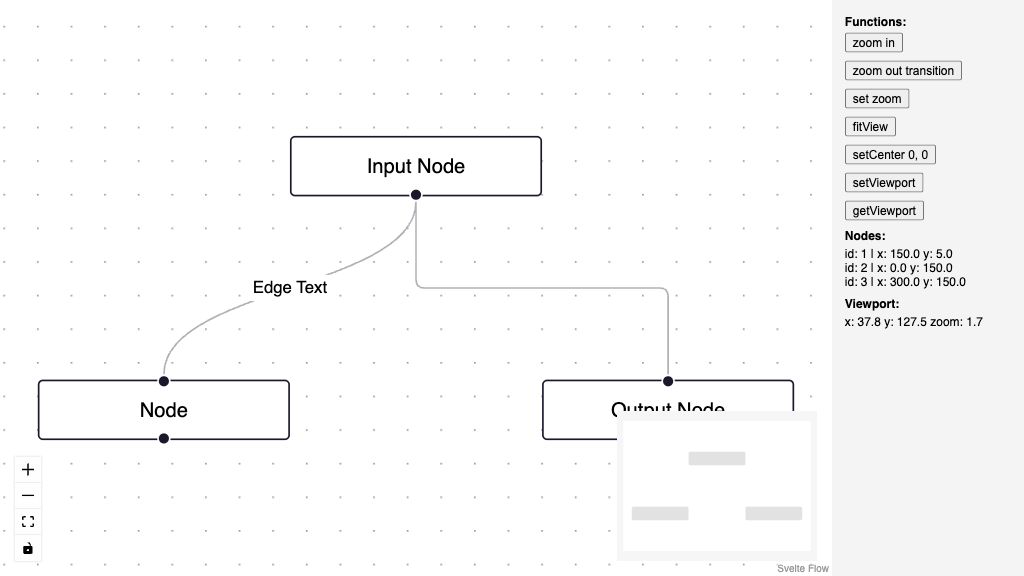 Input Node
Edge Text
Node
Output Node
Svelte Flow
Functions:
zoom in
zoom out transition
set zoom
fitView
setCenter 0, 0
setViewport
getViewport
Nodes:
id: 1 | x: 150.0 y: 5.0
id: 2 | x: 0.0 y: 150.0
id: 3 | x: 300.0 y: 150.0
Viewport:
x: 37.8 y: 127.5 zoom: 1.7